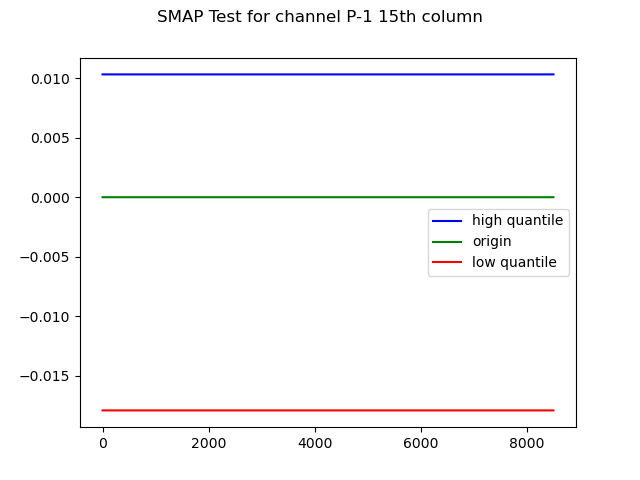 SMAP Test for channel P-1 15th column
0.010
0.005
0.000
−0.005
−0.010
−0.015
high quantile
origin
low quantile
0 2000 4000 6000 8000